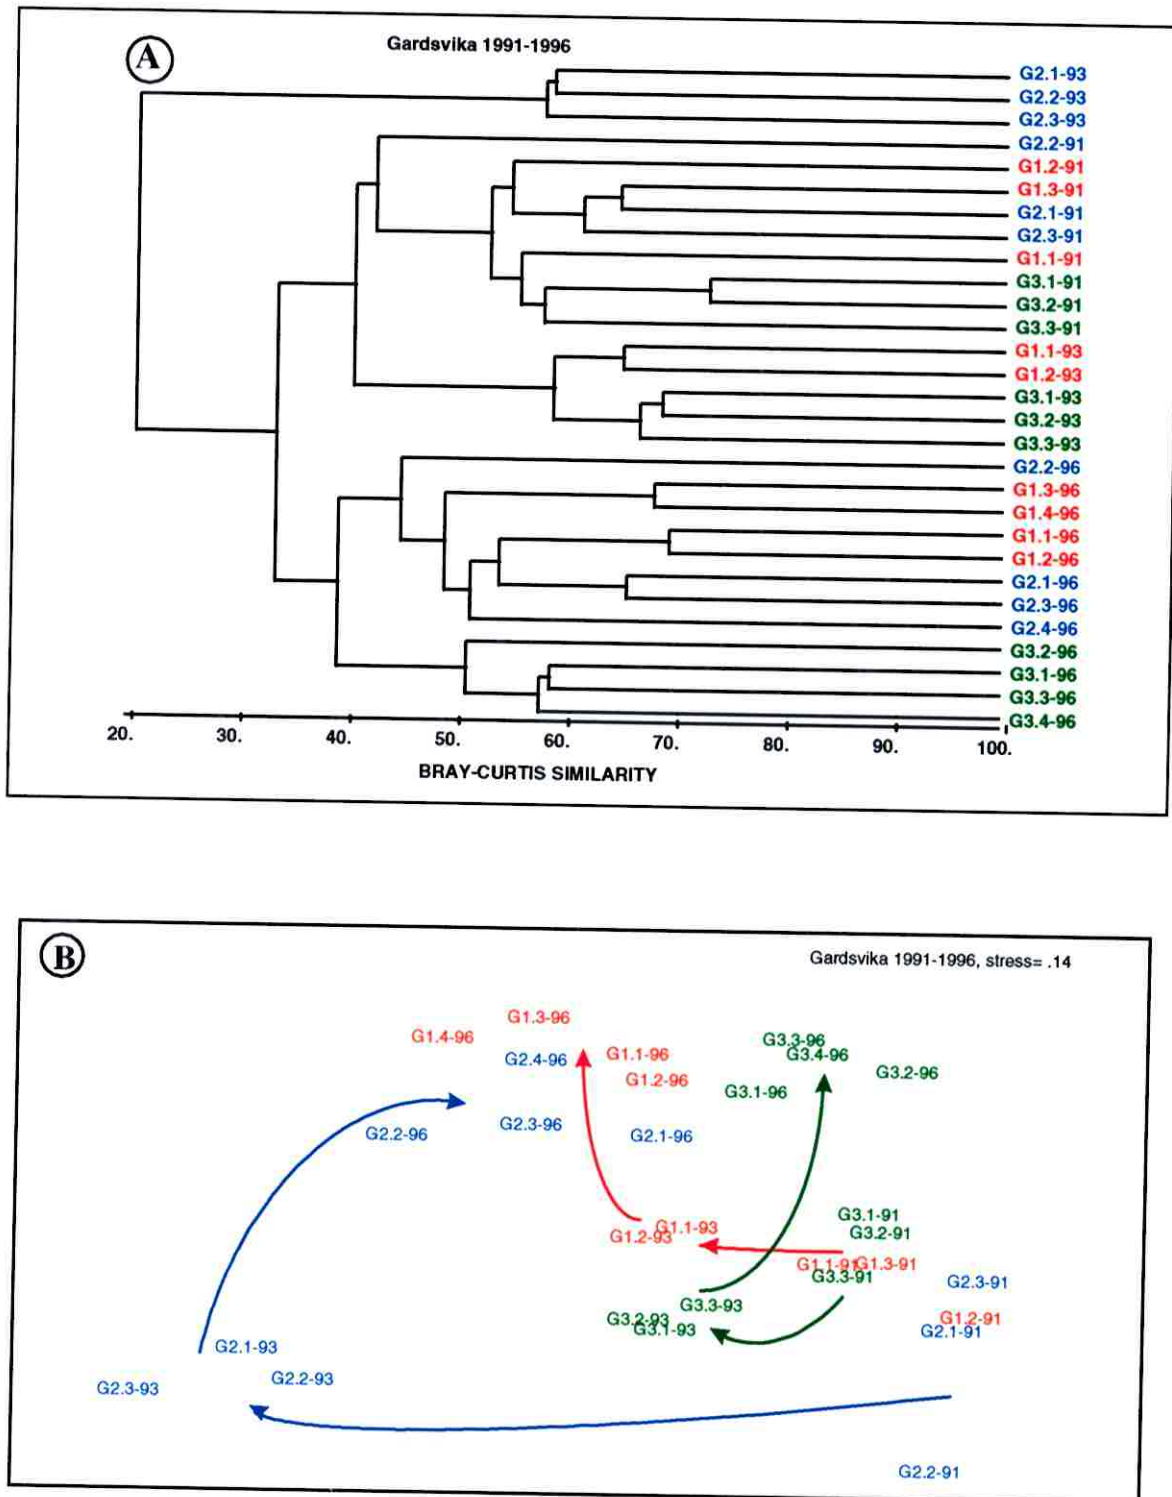 A
Gardsvika 1991-1996
G2.1-93
G2.2-93
G2.3-93
G2.2-91
G1.2-91
G1.3-91
G2.1-91
G2.3-91
G1.1-91
G3.1-91
G3.2-91
G3.3-91
G1.1-93
G1.2-93
G3.1-93
G3.2-93
G3.3-93
G2.2-96
G1.3-96
G1.4-96
G1.1-96
G1.2-96
G2.1-96
G2.3-96
G2.4-96
G3.2-96
G3.1-96
G3.3-96
G3.4-96
20. 30. 40. 50. 60. 70. 80. 90. 100.
BRAY-CURTIS SIMILARITY
B
Gardsvika 1991-1996, stress= .14
G1.3-96
G1.4-96
G3.3-96
G2.4-96 G1.1-96 G3.4-96
G1.2-96 G3.2-96
G3.1-96
G2.3-96
G2.2-96 G2.1-96
G3.1-91
G1.1-93 G3.2-91
G1.2-93
G1.1-91 G1.3-91
G3.3-91 G2.3-91
G3.3-93
G3.2-93 G1.2-91
G3.1-93 G2.1-91
G2.1-93
G2.2-93
G2.3-93
G2.2-91